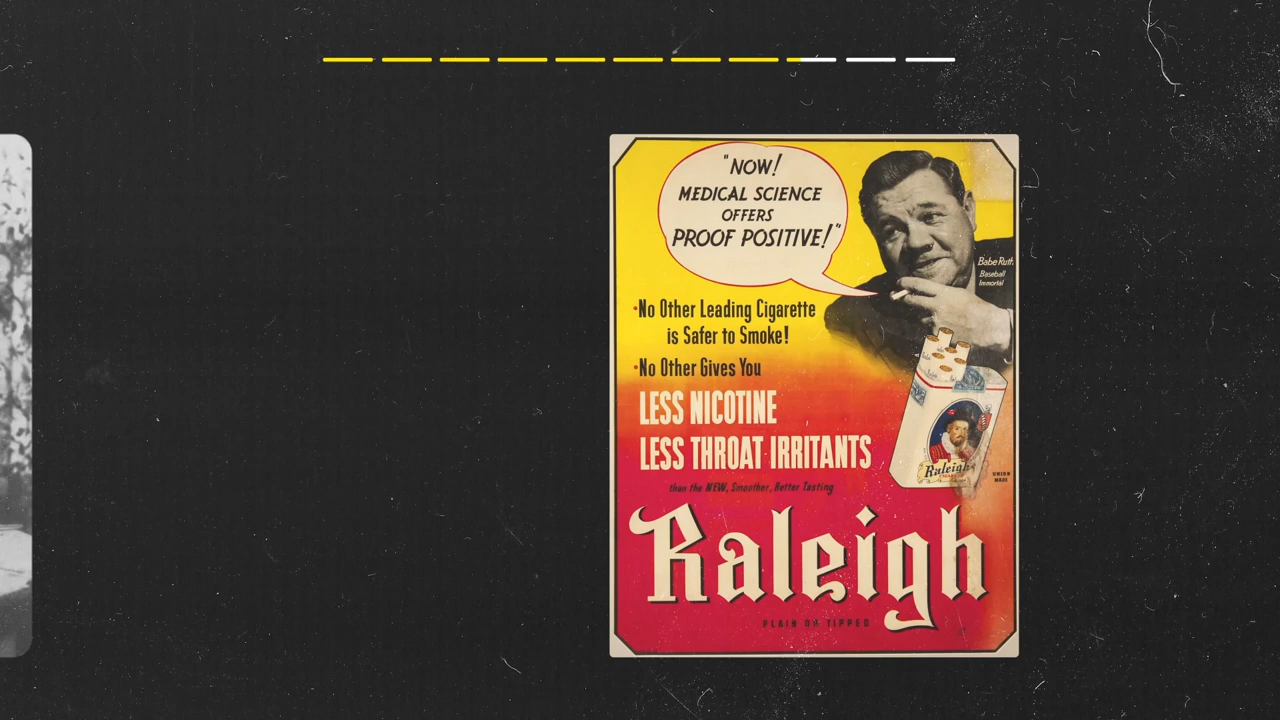 "NOW!
MEDICAL SCIENCE
OFFERS
PROOF POSITIVE!"
Babe Ruth
Baseball
Immortal
•No Other Leading Cigarette
is Safer to Smoke!
•No Other Gives You
LESS NICOTINE
LESS THROAT IRRITANTS
than the NEW, Smoother, Better Tasting
Raleigh
CIGARETTES
UNION
MADE
Raleigh
PLAIN OR TIPPED